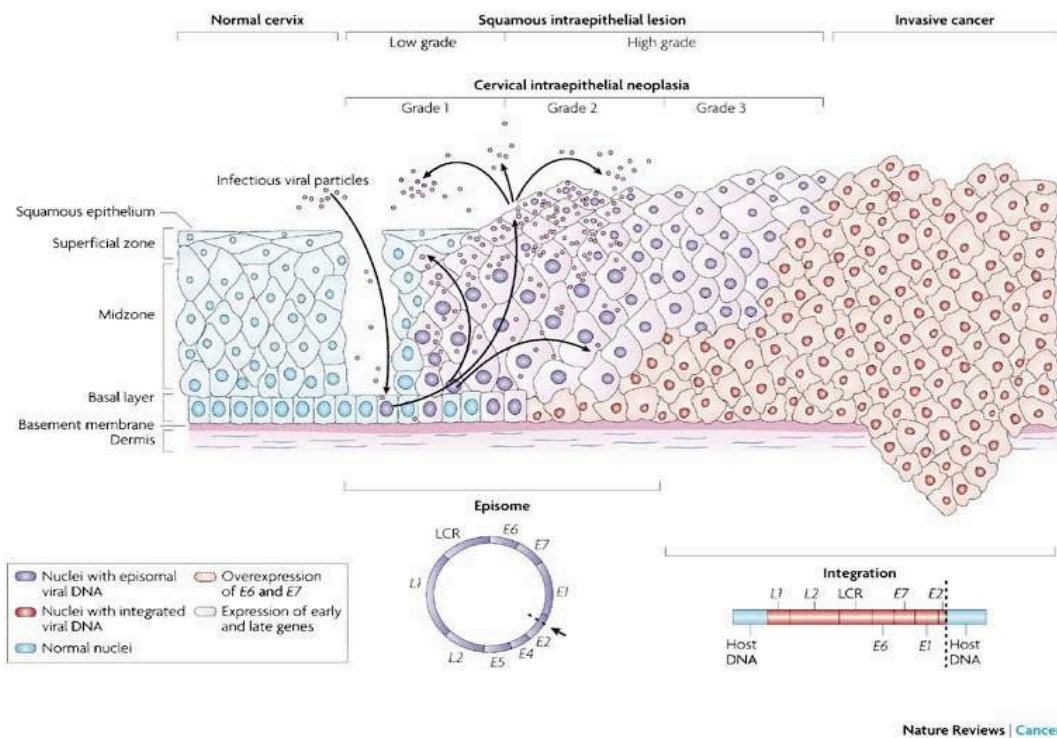 Normal cervix
Squamous intraepithelial lesion
Invasive cancer
Low grade
High grade
Cervical intraepithelial neoplasia
Grade 1
Grade 2
Grade 3
Infectious viral particles
Squamous epithelium
Superficial zone
Midzone
Basal layer
Basement membrane
Dermis
Episome
LCR
E6
E7
L1
E1
E2
E4
E5
L2
Nuclei with episomal
viral DNA
Nuclei with integrated
viral DNA
Normal nuclei
Overexpression
of E6 and E7
Expression of early
and late genes
Integration
L1
L2
LCR
E7
E2
Host
DNA
E6
E1
Host
DNA
Nature Reviews | Cancer